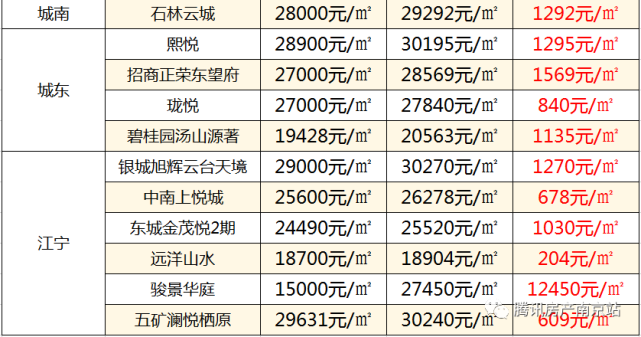 城南 石林云城 28000元/㎡ 29292元/㎡ 1292元/㎡
城东 熙悦 28900元/㎡ 30195元/㎡ 1295元/㎡
招商正荣东望府 27000元/㎡ 28569元/㎡ 1569元/㎡
珑悦 27000元/㎡ 27840元/㎡ 840元/㎡
碧桂园汤山源著 19428元/㎡ 20563元/㎡ 1135元/㎡
江宁 银城旭辉云台天境 29000元/㎡ 30270元/㎡ 1270元/㎡
中南上悦城 25600元/㎡ 26278元/㎡ 678元/㎡
东城金茂悦2期 24490元/㎡ 25520元/㎡ 1030元/㎡
远洋山水 18700元/㎡ 18904元/㎡ 204元/㎡
骏景华庭 15000元/㎡ 27450元/㎡ 12450元/㎡
五矿澜悦栖原 29631元/㎡ 30240元/㎡ 609元/㎡
腾讯房产南京站